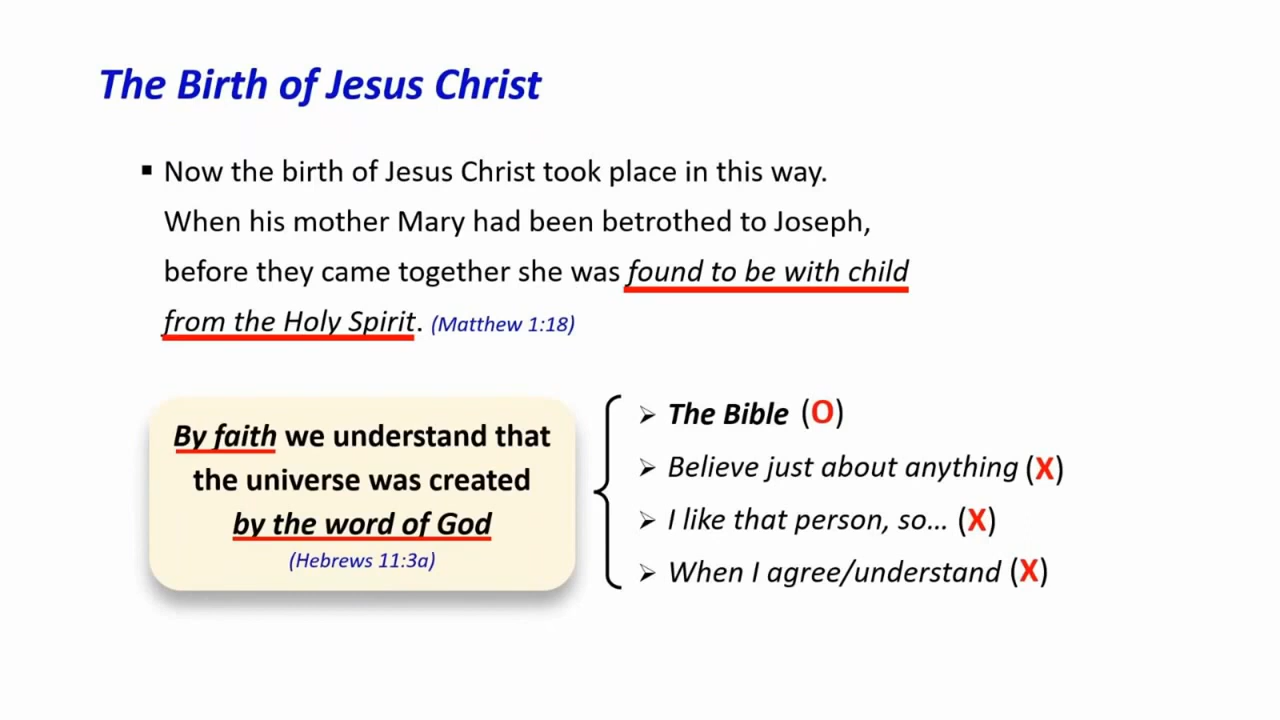 The Birth of Jesus Christ
▪ Now the birth of Jesus Christ took place in this way.
When his mother Mary had been betrothed to Joseph,
before they came together she was found to be with child
from the Holy Spirit. (Matthew 1:18)
By faith we understand that
the universe was created
by the word of God
(Hebrews 11:3a)
➢ The Bible (O)
➢ Believe just about anything (X)
➢ I like that person, so... (X)
➢ When I agree/understand (X)